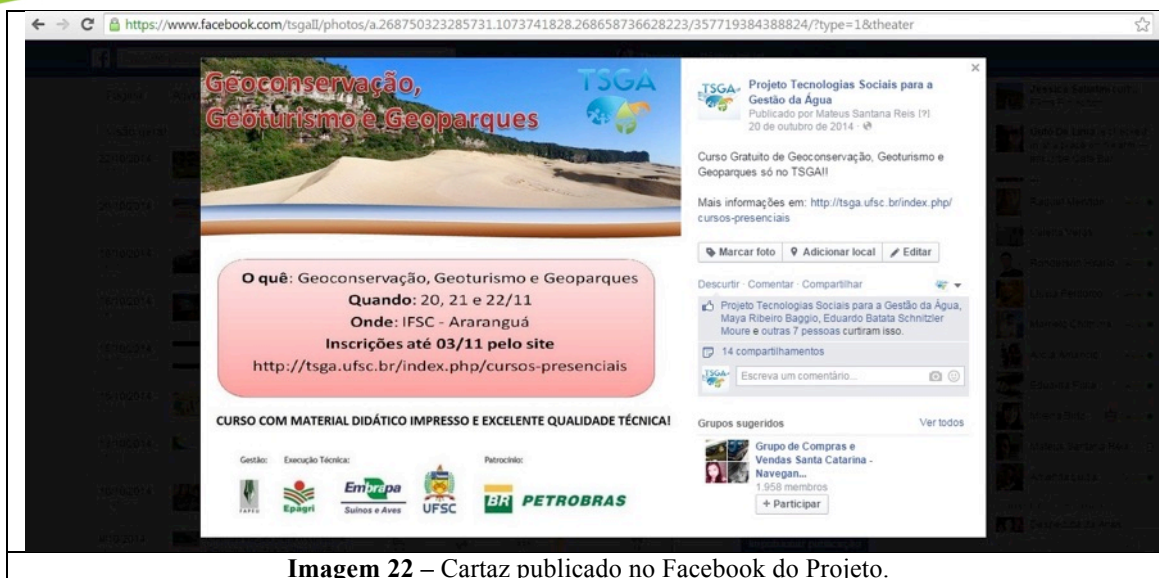 https://www.facebook.com/tsgaII/photos/a.268750323285731.1073741828.268658736628223/357719384388824/?type=1&theater
Geoconservação,
Geoturismo e Geoparques
TSGA
O quê: Geoconservação, Geoturismo e Geoparques
Quando: 20, 21 e 22/11
Onde: IFSC - Araranguá
Inscrições até 03/11 pelo site
http://tsga.ufsc.br/index.php/cursos-presenciais
CURSO COM MATERIAL DIDÁTICO IMPRESSO E EXCELENTE QUALIDADE TÉCNICA!
Gestão: Execução Técnica: Patrocínio:
FAPEU
Epagri
Embrapa
Suínos e Aves
UFSC
BR PETROBRAS
TSGA
Projeto Tecnologias Sociais para a
Gestão da Água
Publicado por Mateus Santana Reis [?]
20 de outubro de 2014 ·
Curso Gratuito de Geoconservação, Geoturismo e
Geoparques só no TSGA!!
Mais informações em: http://tsga.ufsc.br/index.php/
cursos-presenciais
Marcar foto Adicionar local Editar
Descurtir · Comentar · Compartilhar
Projeto Tecnologias Sociais para a Gestão da Água,
Maya Ribeiro Baggio, Eduardo Batata Schnitzler
Moure e outras 7 pessoas curtiram isso.
14 compartilhamentos
TSGA
Escreva um comentário...
Grupos sugeridos Ver todos
Grupo de Compras e
Vendas Santa Catarina -
Navegan...
1.958 membros
+ Participar
Imagem 22 – Cartaz publicado no Facebook do Projeto.